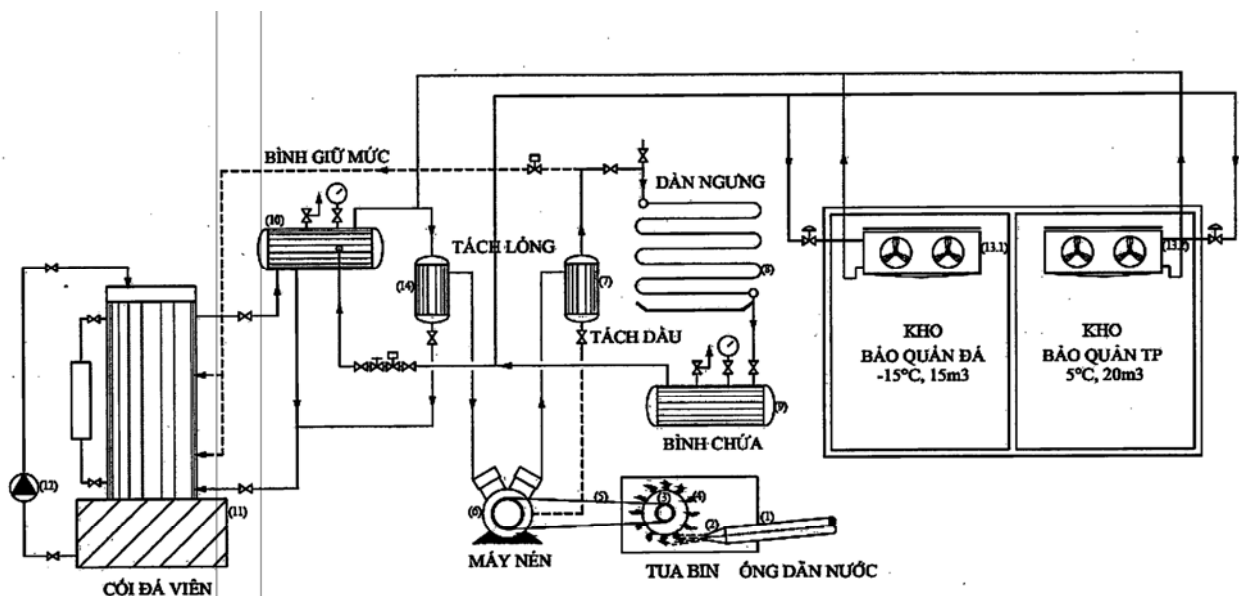 BÌNH GIỮ MỨC
DÀN NGƯNG
(10)
TÁCH LỎNG
(13.1)
(14)
(7)
(8)
TÁCH DẦU
KHO
BẢO QUẢN ĐÁ
-15°C, 15m3
KHO
BẢO QUẢN TP
5°C, 20m3
(9)
BÌNH CHỨA
(12)
(11)
(6)
(5)
(3)
(4)
(2)
(1)
MÁY NÉN
TUA BIN
ỐNG DẪN NƯỚC
CỐI ĐÁ VIÊN